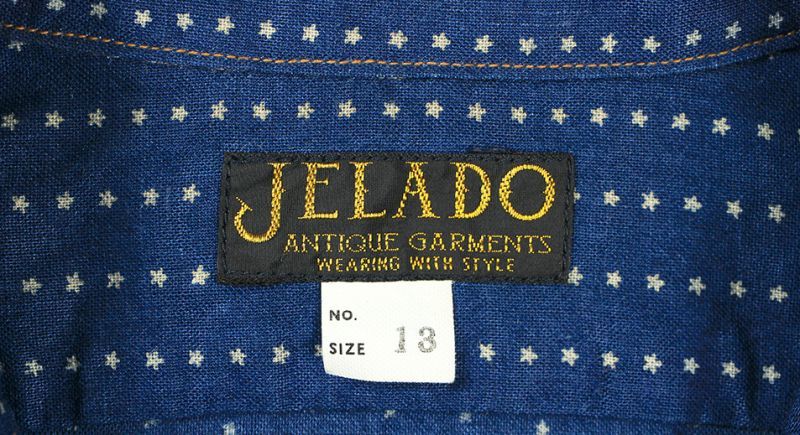 JELADO
ANTIQUE GARMENTS
WEARING WITH STYLE
NO.
SIZE 13